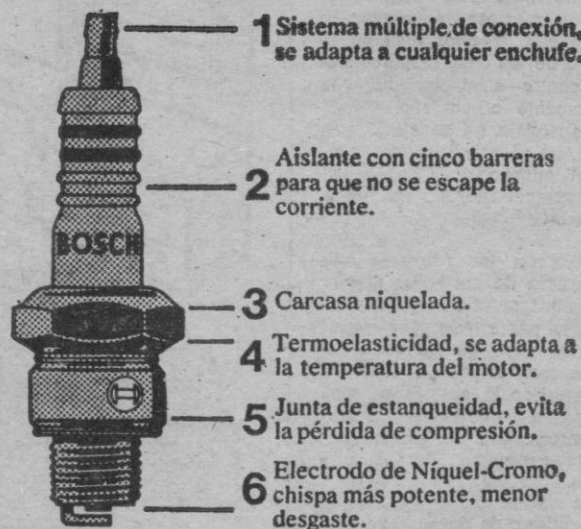 1 Sistema múltiple, de conexión,
se adapta a cualquier enchufe.
2 Aislante con cinco barreras
para que no se escape la
corriente.
BOSCH
3 Carcasa niquelada.
4 Termoelasticidad, se adapta a
la temperatura del motor.
5 Junta de estanqueidad, evita
la pérdida de compresión.
6 Electrodo de Níquel-Cromo,
chispa más potente, menor
desgaste.